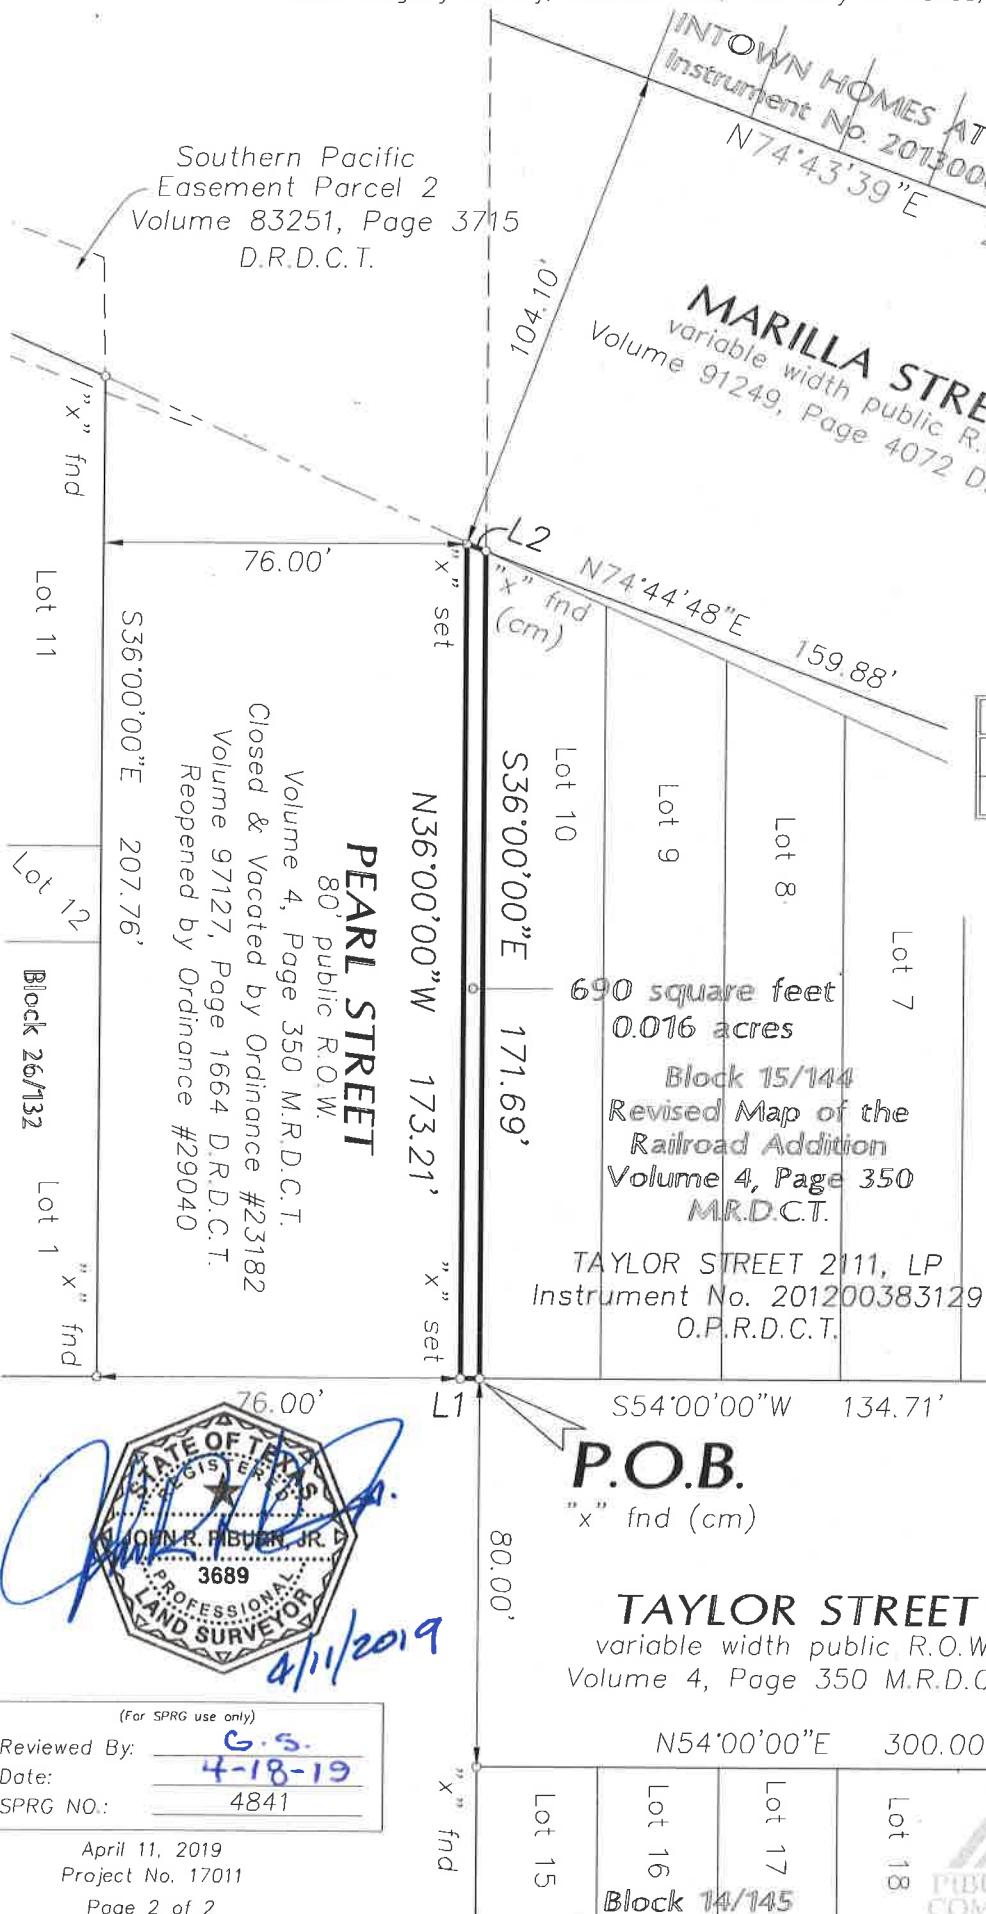 INTOWN HOMES AT
Instrument No.
N74°43'39"E
Southern Pacific
Easement Parcel 2
Volume 83251, Page 3715
D.R.D.C.T.
104.10'
MARILLA
variable width public R.
Volume 91249, Page 4072 D.
"x" fnd
L2
76.00'
"x" set
"x" fnd
(cm)
N74°44'48"E
159.88'
Lot 11
S36°00'00"E 207.76'
Lot 12
Block 26/132
Lot 1
"x" fnd
PEARL STREET
80' public R.O.W.
Volume 4, Page 350 M.R.D.C.T.
Closed & Vacated by Ordinance #23182
Volume 97127, Page 1664 D.R.D.C.T.
Reopened by Ordinance #29040
N36°00'00"W 173.21'
"x" set
S36°00'00"E 171.69'
Lot 10
Lot 9
Lot 8
Lot 7
690 square feet
0.016 acres
Block 15/144
Revised Map of the
Railroad Addition
Volume 4, Page 350
M.R.D.C.T.
TAYLOR STREET 2111, LP
Instrument No. 201200383129
O.P.R.D.C.T.
76.00'
L1
S54°00'00"W 134.71'
P.O.B.
"x" fnd (cm)
80.00'
STATE OF TEXAS
REGISTERED
JOHN R. PIBURN, JR.
3689
PROFESSIONAL
LAND SURVEYOR
4/11/2019
TAYLOR STREET
variable width public R.O.W
Volume 4, Page 350 M.R.D.C
N54°00'00"E 300.00
(For SPRG use only)
Reviewed By: G.S.
Date: 4-18-19
SPRG NO.: 4841
April 11, 2019
Project No. 17011
Page 2 of 2
"x" fnd
Lot 15
Lot 16
Lot 17
Lot 18
Block 14/145